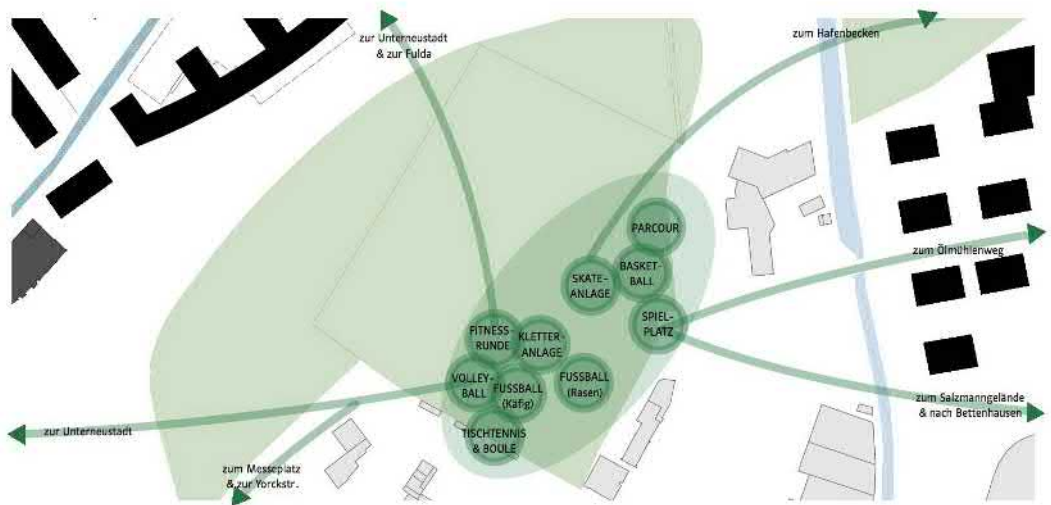 zur Unterneustadt
& zur Fulda
zum Hafenbecken
PARCOUR
zum Ölmühlenweg
BASKET-
BALL
SKATE-
ANLAGE
SPIEL-
PLATZ
FITNESS-
RUNDE
KLETTER-
ANLAGE
VOLLEY-
BALL
FUSSBALL
(Käfig)
FUSSBALL
(Rasen)
zum Salzmanngelände
& nach Bettenhausen
zur Unterneustadt
TISCHTENNIS
& BOULE
zum Messeplatz
& zur Yorckstr.